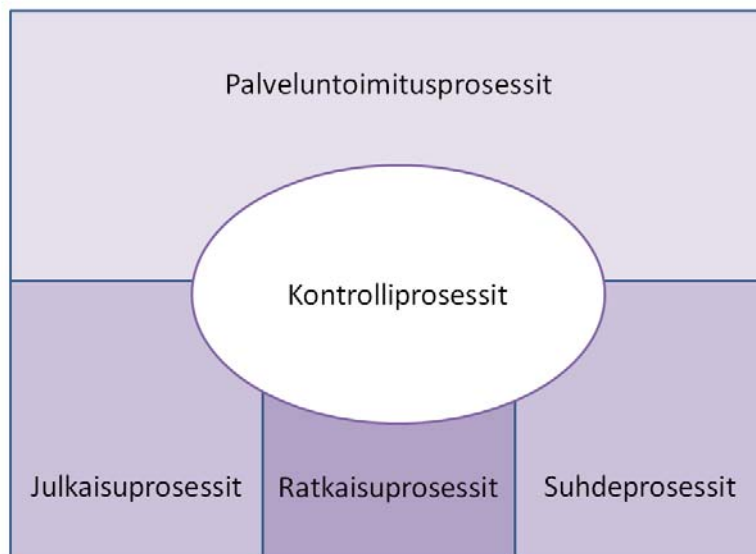 Palveluntoimitusprosessit
Kontrolliprosessit
Julkaisuprosessit
Ratkaisuprosessit
Suhdeprosessit